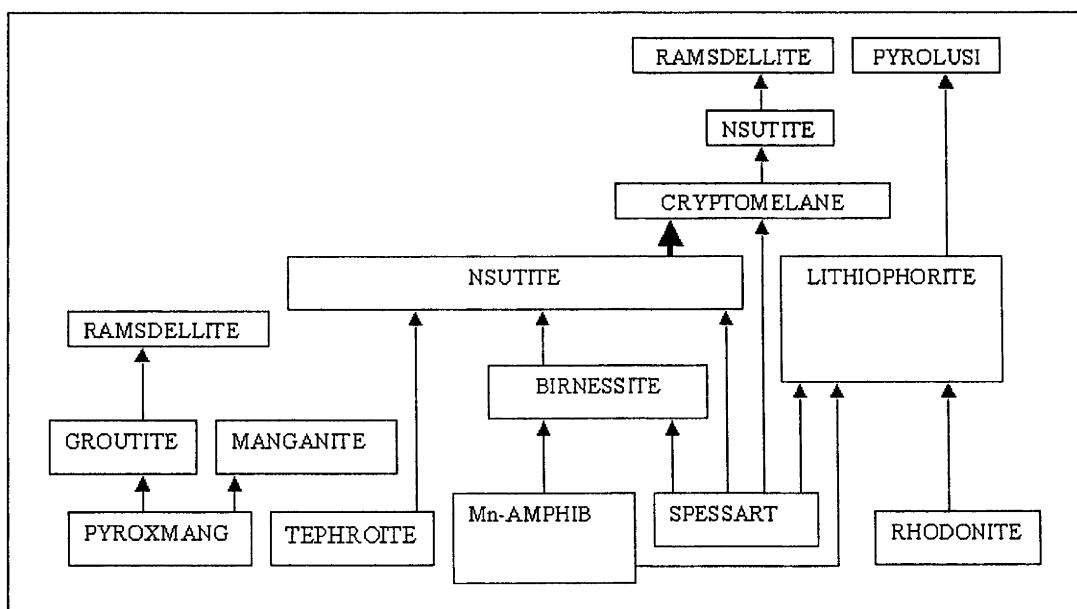 RAMSDELLITE
PYROLUSI
NSUTITE
CRYPTOMELANE
NSUTITE
LITHIOPHORITE
RAMSDELLITE
BIRNESSITE
GROUTITE
MANGANITE
PYROXMANG
TEPHROITE
Mn-AMPHIB
SPESSART
RHODONITE